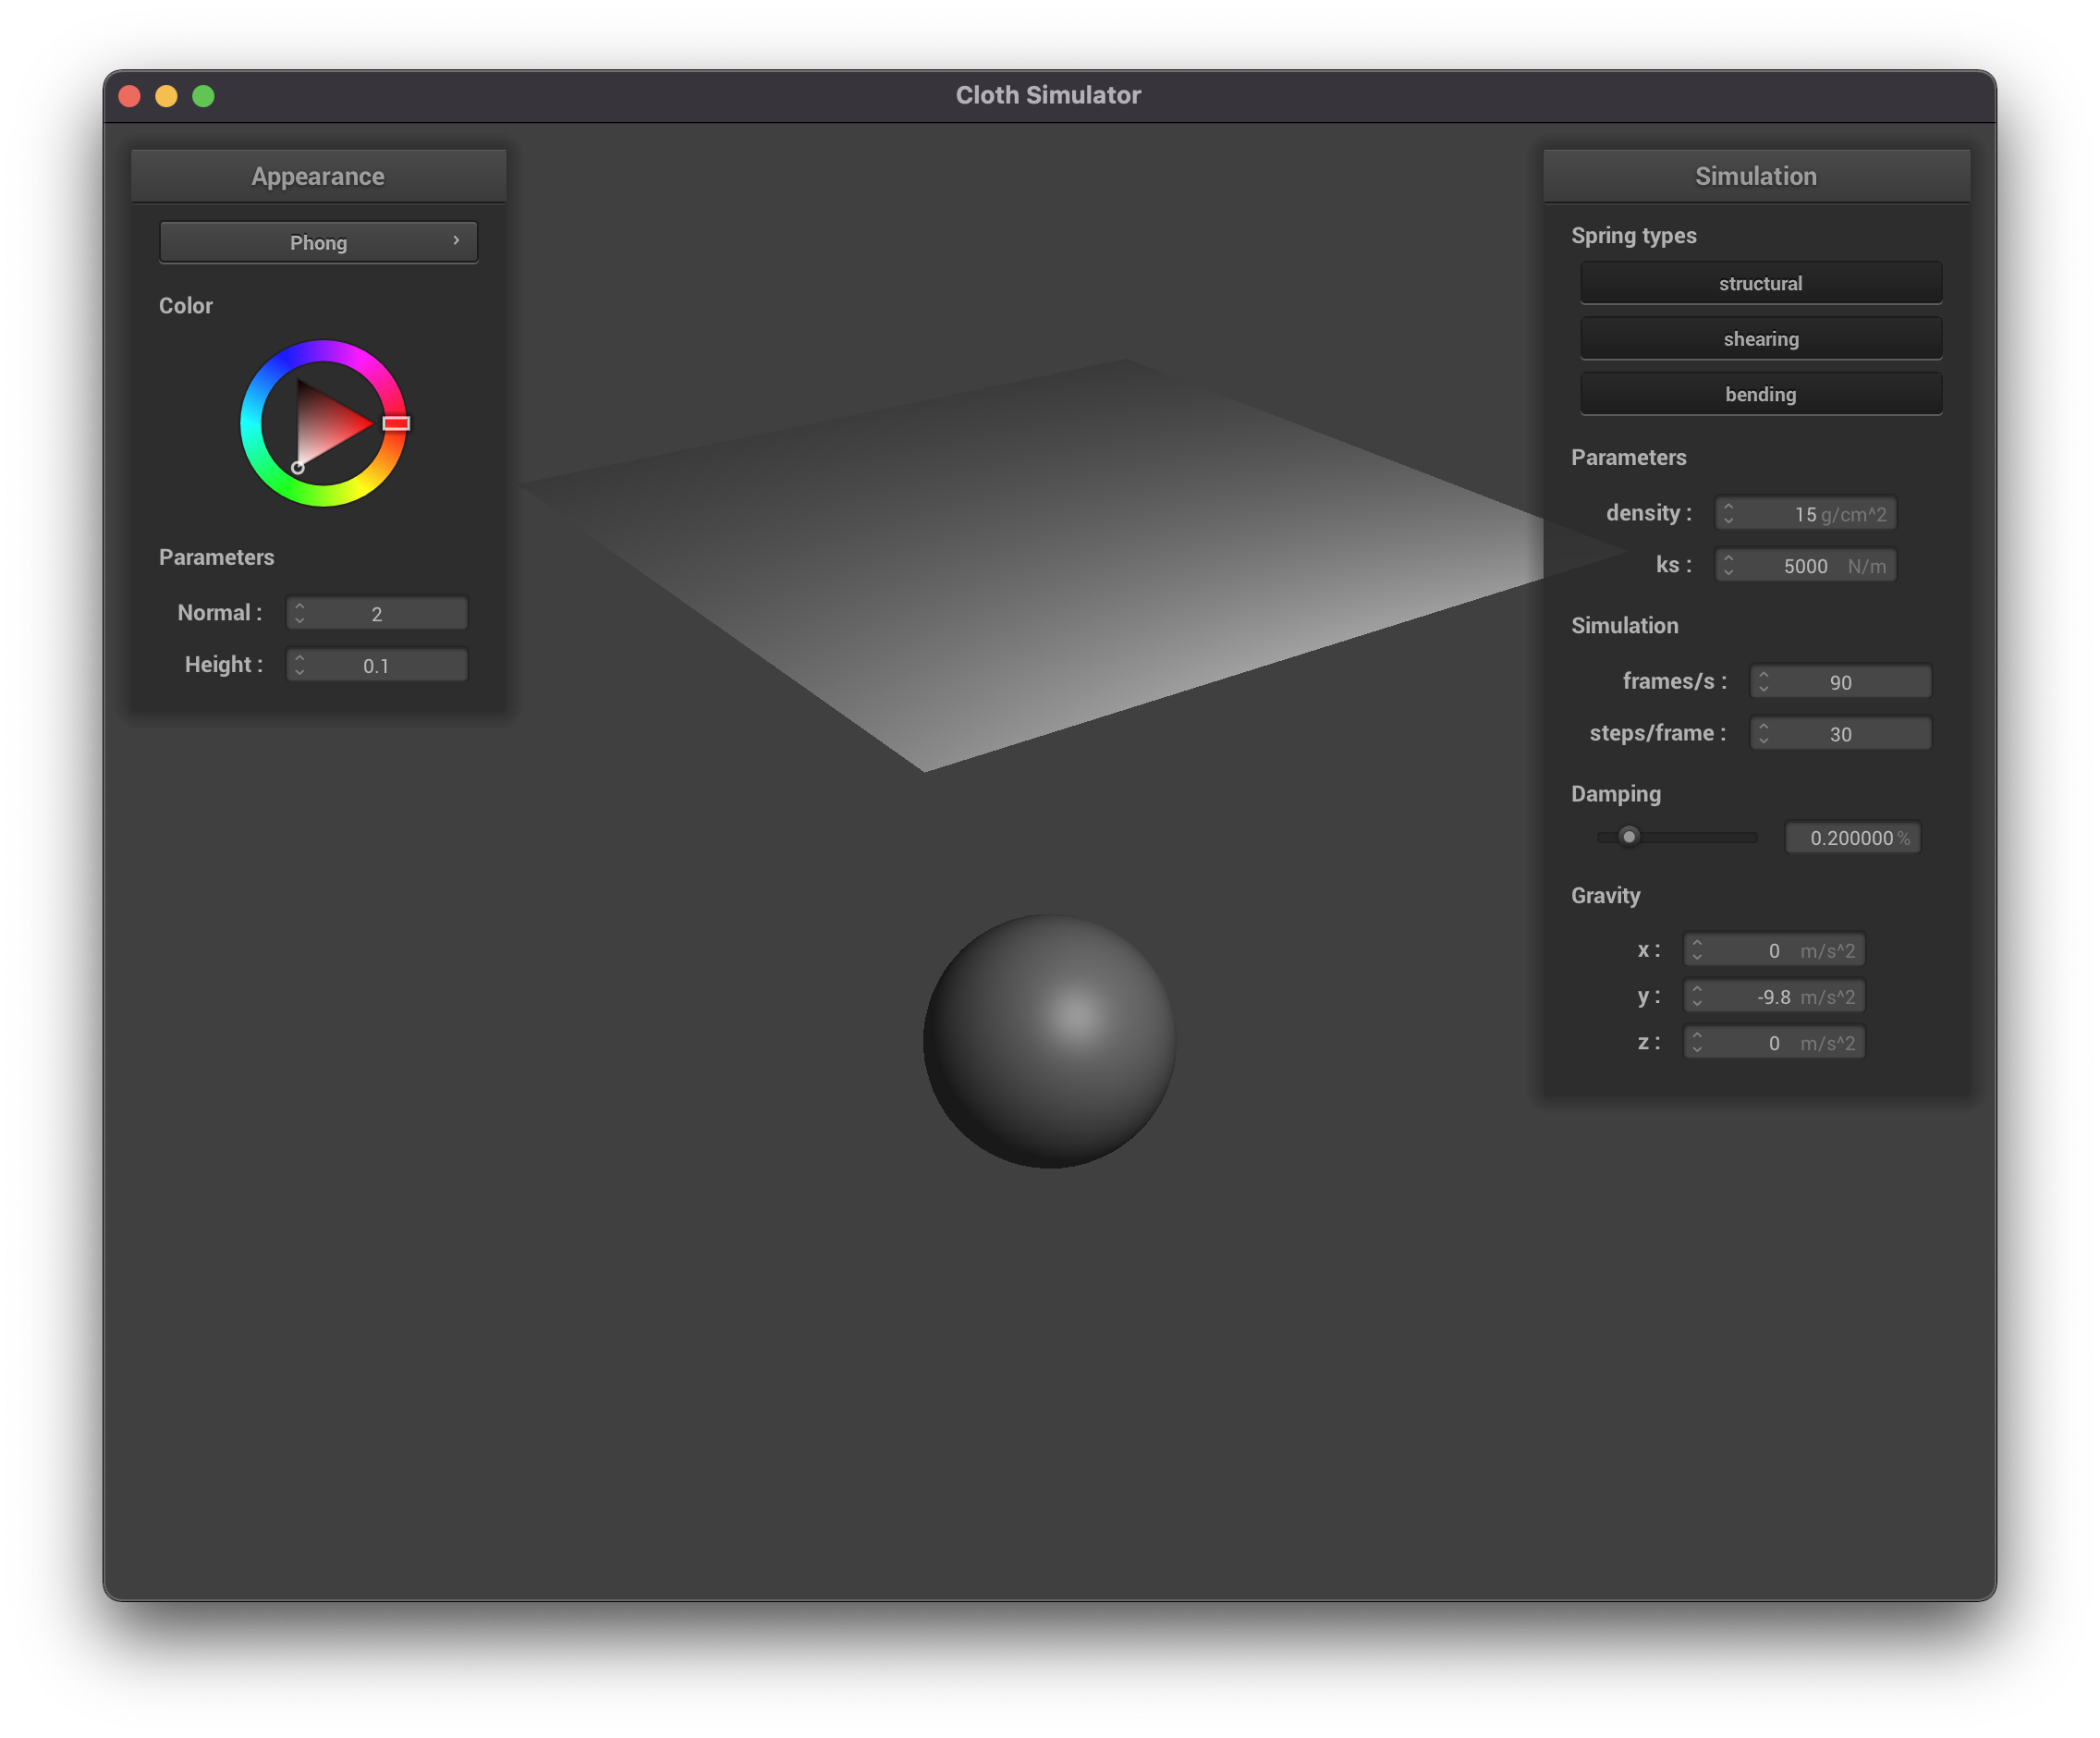 Cloth Simulator
Appearance
Phong
Color
Parameters
Normal : 2
Height : 0.1
Simulation
Spring types
structural
shearing
bending
Parameters
density : 15 g/cm^2
ks : 5000 N/m
Simulation
frames/s : 90
steps/frame : 30
Damping
0.200000 %
Gravity
x : 0 m/s^2
y : -9.8 m/s^2
z : 0 m/s^2